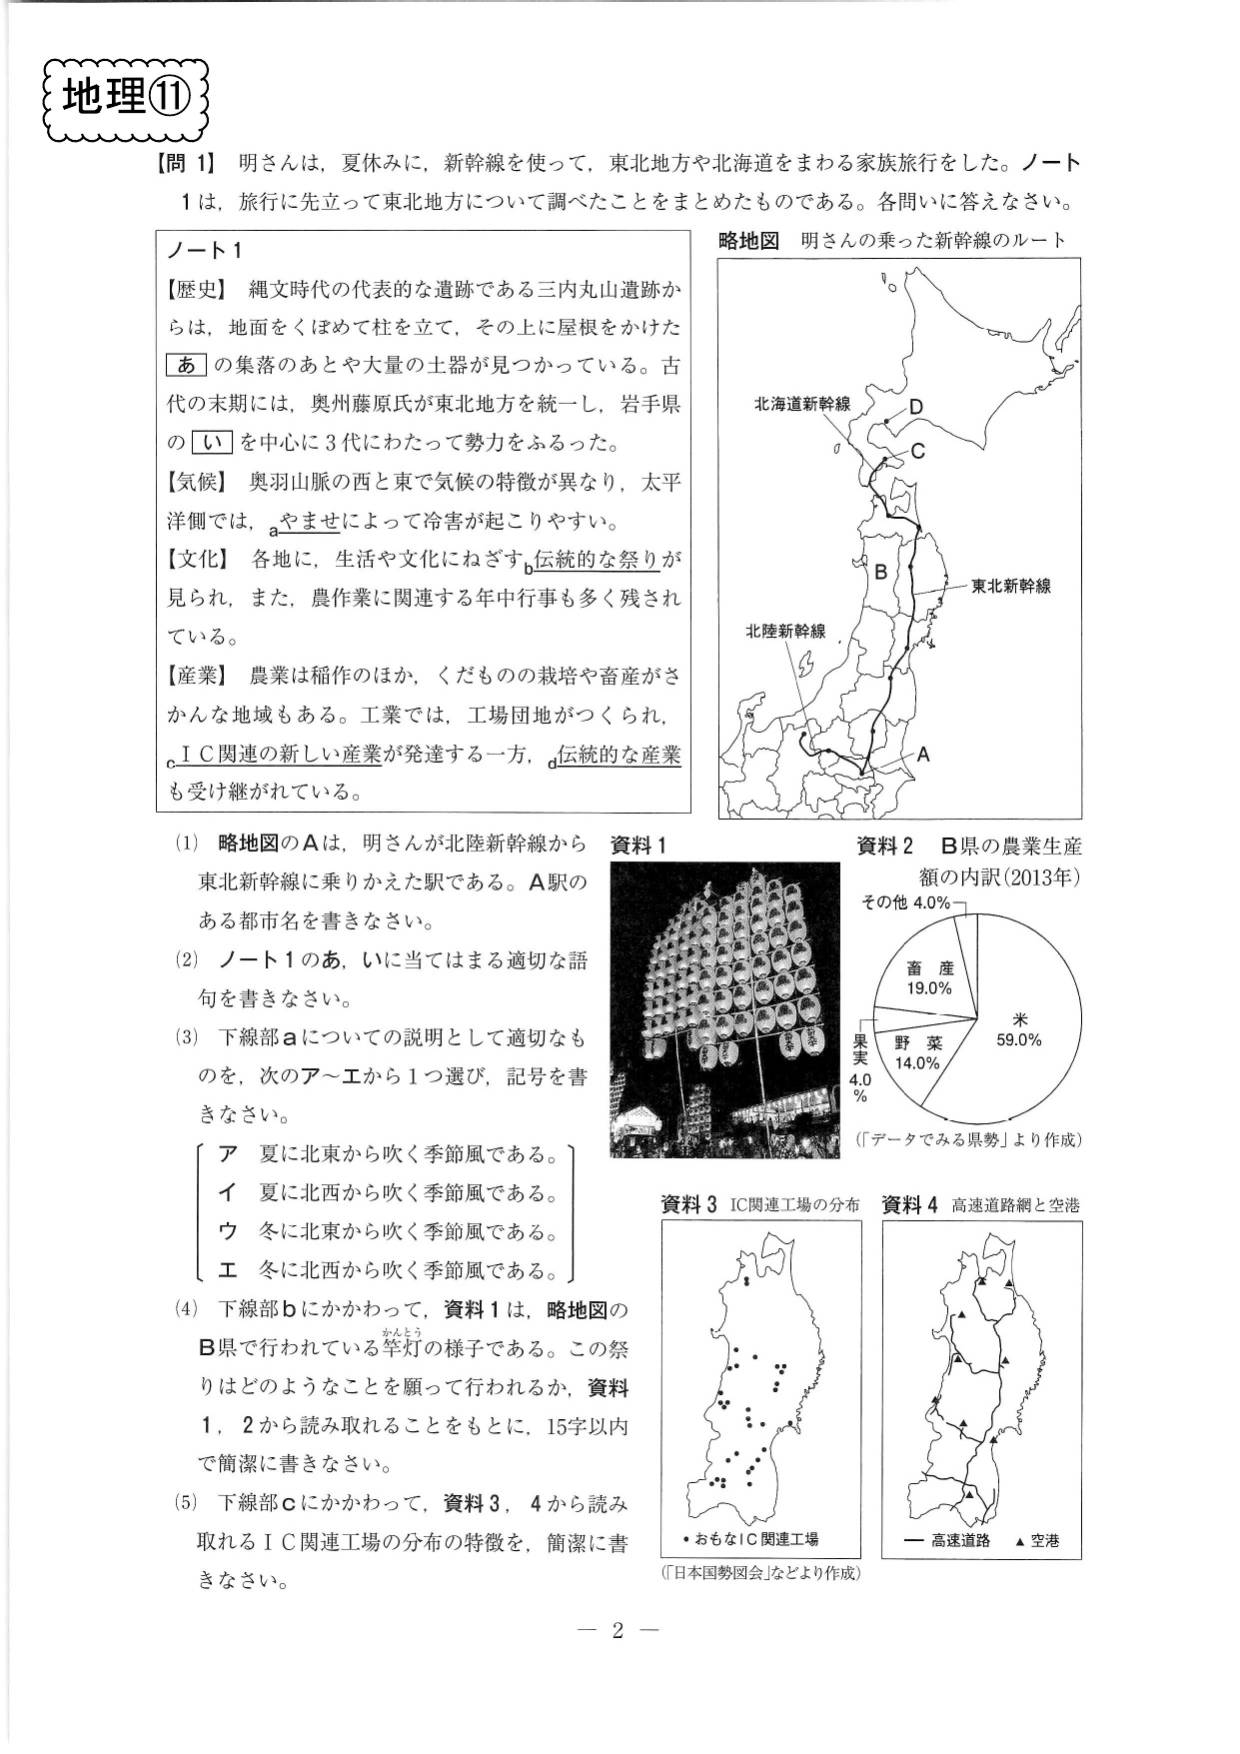 地理⑪
【問 1】 明さんは，夏休みに，新幹線を使って，東北地方や北海道をまわる家族旅行をした。ノート
1は，旅行に先立って東北地方について調べたことをまとめたものである。各問いに答えなさい。
ノート1
【歴史】 縄文時代の代表的な遺跡である三内丸山遺跡か
らは，地面をくぼめて柱を立て，その上に屋根をかけた
あ の集落のあとや大量の土器が見つかっている。古
代の末期には，奥州藤原氏が東北地方を統一し，岩手県
の い を中心に3代にわたって勢力をふるった。
【気候】 奥羽山脈の西と東で気候の特徴が異なり，太平
洋側では，aやませによって冷害が起こりやすい。
【文化】 各地に，生活や文化にねざすb伝統的な祭りが
見られ，また，農作業に関連する年中行事も多く残され
ている。
【産業】 農業は稲作のほか，くだものの栽培や畜産がさ
かんな地域もある。工業では，工場団地がつくられ，
cIC関連の新しい産業が発達する一方，d伝統的な産業
も受け継がれている。
略地図 明さんの乗った新幹線のルート
北海道新幹線
D
C
B
東北新幹線
北陸新幹線
A
(1) 略地図のAは，明さんが北陸新幹線から
東北新幹線に乗りかえた駅である。A駅の
ある都市名を書きなさい。
(2) ノート1のあ，いに当てはまる適切な語
句を書きなさい。
(3) 下線部aについての説明として適切なも
のを，次のア～エから1つ選び，記号を書
きなさい。
ア 夏に北東から吹く季節風である。
イ 夏に北西から吹く季節風である。
ウ 冬に北東から吹く季節風である。
エ 冬に北西から吹く季節風である。
(4) 下線部bにかかわって，資料1は，略地図の
B県で行われている竿灯の様子である。この祭
かんとう
りはどのようなことを願って行われるか，資料
1，2から読み取れることをもとに，15字以内
で簡潔に書きなさい。
(5) 下線部cにかかわって，資料3，4から読み
取れるIC関連工場の分布の特徴を，簡潔に書
きなさい。
資料1
資料2 B県の農業生産
額の内訳(2013年)
その他 4.0%
畜 産
19.0%
米
59.0%
果実
4.0
%
野 菜
14.0%
(「データでみる県勢」より作成)
資料3 IC関連工場の分布
• おもなIC関連工場
(「日本国勢図会」などより作成)
資料4 高速道路網と空港
— 高速道路 ▲ 空港
— 2 —